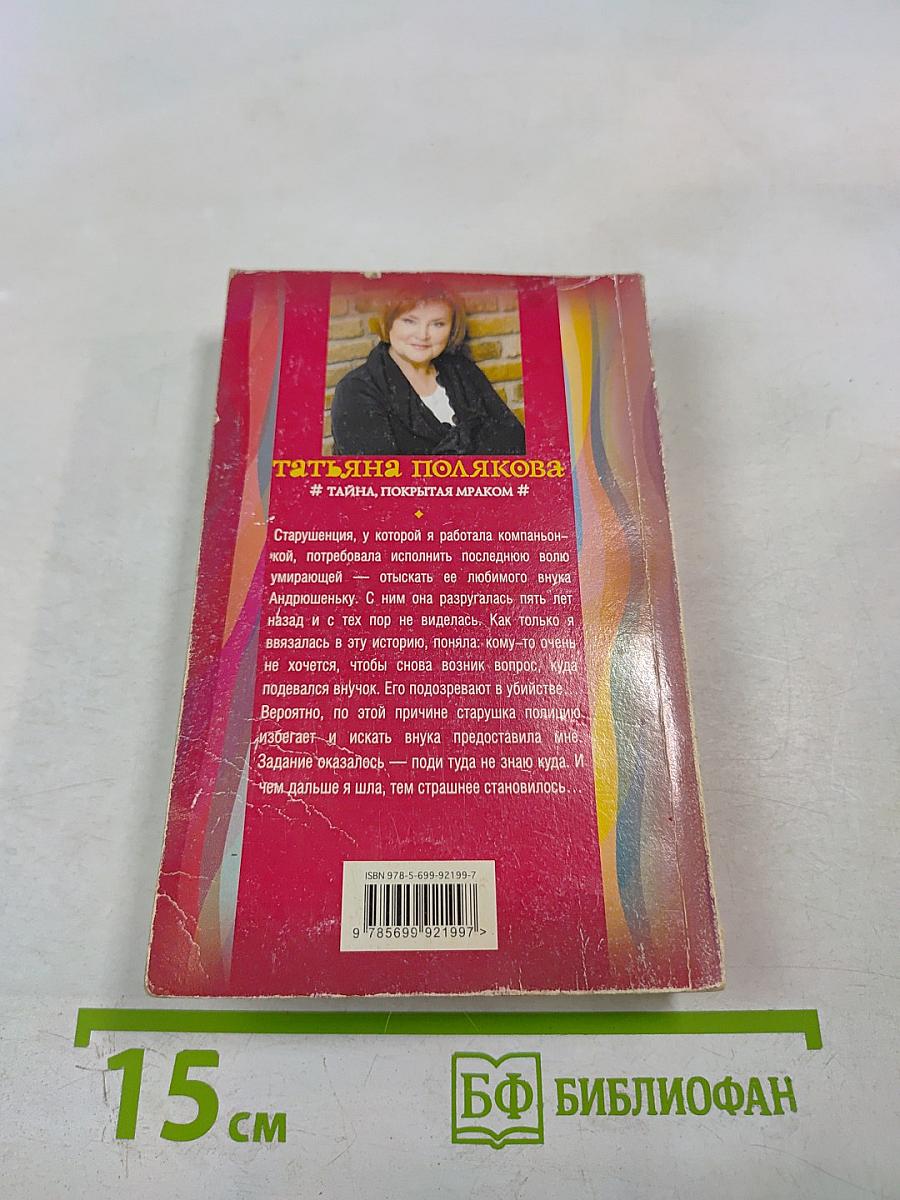 ТАТЬЯНА ПОЛЯКОВА
# ТАЙНА, ПОКРЫТАЯ МРАКОМ #
Старушенция, у которой я работала компаньон-
кой, потребовала исполнить последнюю волю
умирающей — отыскать ее любимого внука
Андрюшеньку. С ним она разругалась пять лет
назад и с тех пор не виделась. Как только я
ввязалась в эту историю, поняла: кому-то очень
не хочется, чтобы снова возник вопрос, куда
подевался внучок. Его подозревают в убийстве.
Вероятно, по этой причине старушка полицию
избегает и искать внука предоставила мне.
Задание оказалось — поди туда не знаю куда. И
чем дальше я шла, тем страшнее становилось...
ISBN 978-5-699-92199-7
9 785699 921997 >
15 см
БФ БИБЛИОФАН